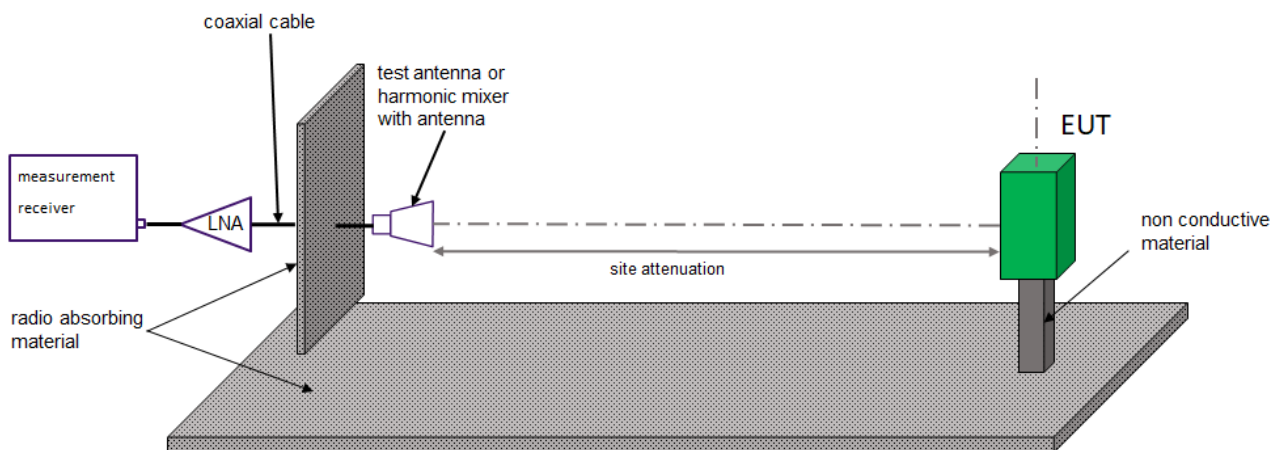 coaxial cable
test antenna or
harmonic mixer
with antenna
EUT
measurement
receiver
LNA
non conductive
material
site attenuation
radio absorbing
material